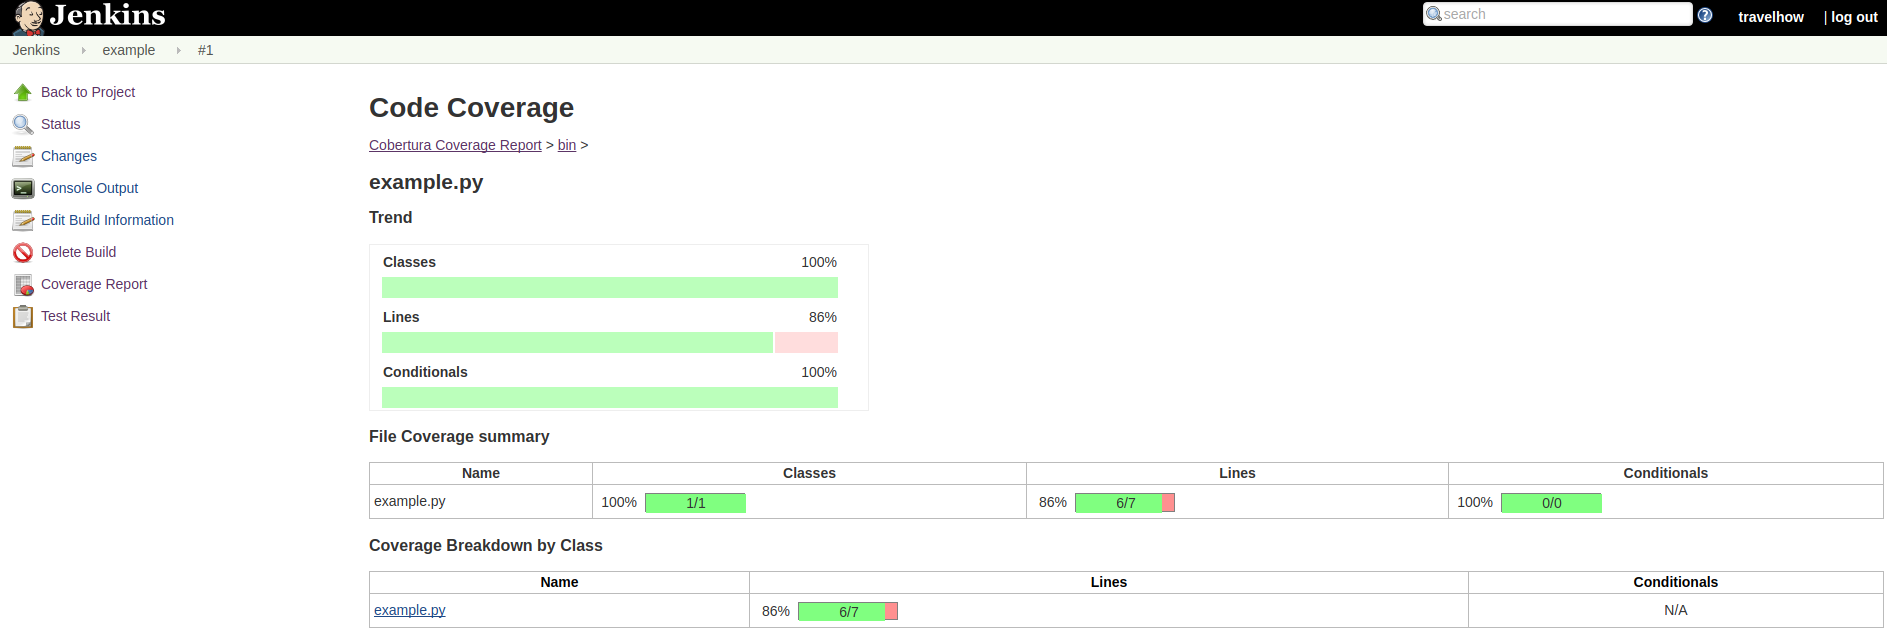 Jenkins
search
travelhow | log out
Jenkins example #1
Back to Project
Status
Changes
Console Output
Edit Build Information
Delete Build
Coverage Report
Test Result
Code Coverage
Cobertura Coverage Report > bin >
example.py
Trend
Classes 100%
Lines 86%
Conditionals 100%
File Coverage summary
Name Classes Lines Conditionals
example.py 100% 1/1 86% 6/7 100% 0/0
Coverage Breakdown by Class
Name Lines Conditionals
example.py 86% 6/7 N/A